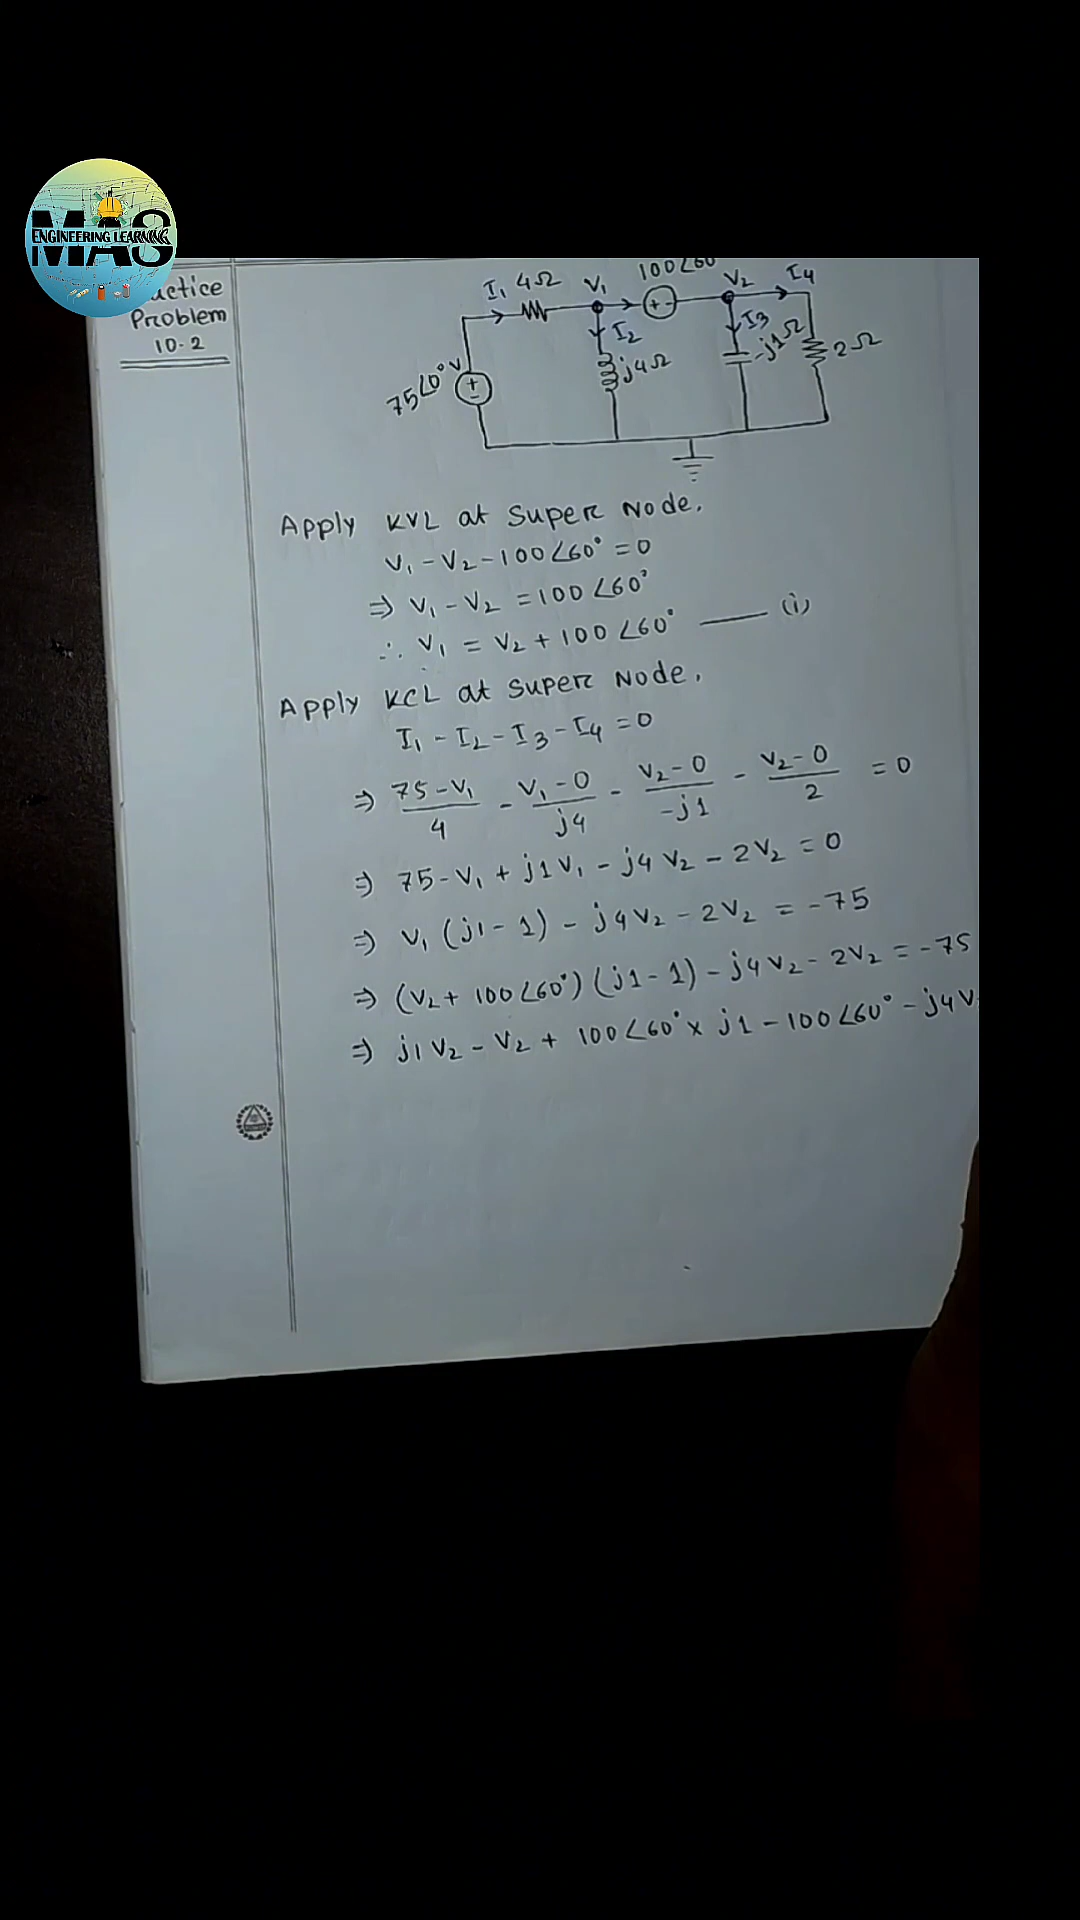 MAS
ENGINEERING LEARNING
Problem
10.2
I₁ 4Ω V₁ 100∠60 V₂ I₄
I₂ I₃
75∠0° V + - j4Ω -j1Ω 2Ω
+ -
Apply KVL at Super Node.
V₁ - V₂ - 100∠60° = 0
⇒ V₁ - V₂ = 100∠60°
∴ V₁ = V₂ + 100∠60° —— (i)
Apply KCL at Super Node.
I₁ - I₂ - I₃ - I₄ = 0
⇒ (75-V₁)/4 - (V₁-0)/j4 - (V₂-0)/-j1 - (V₂-0)/2 = 0
⇒ 75 - V₁ + j1V₁ - j4V₂ - 2V₂ = 0
⇒ V₁ (j1 - 1) - j4V₂ - 2V₂ = -75
⇒ (V₂ + 100∠60°) (j1 - 1) - j4V₂ - 2V₂ = -75
⇒ j1V₂ - V₂ + 100∠60° × j1 - 100∠60° - j4V